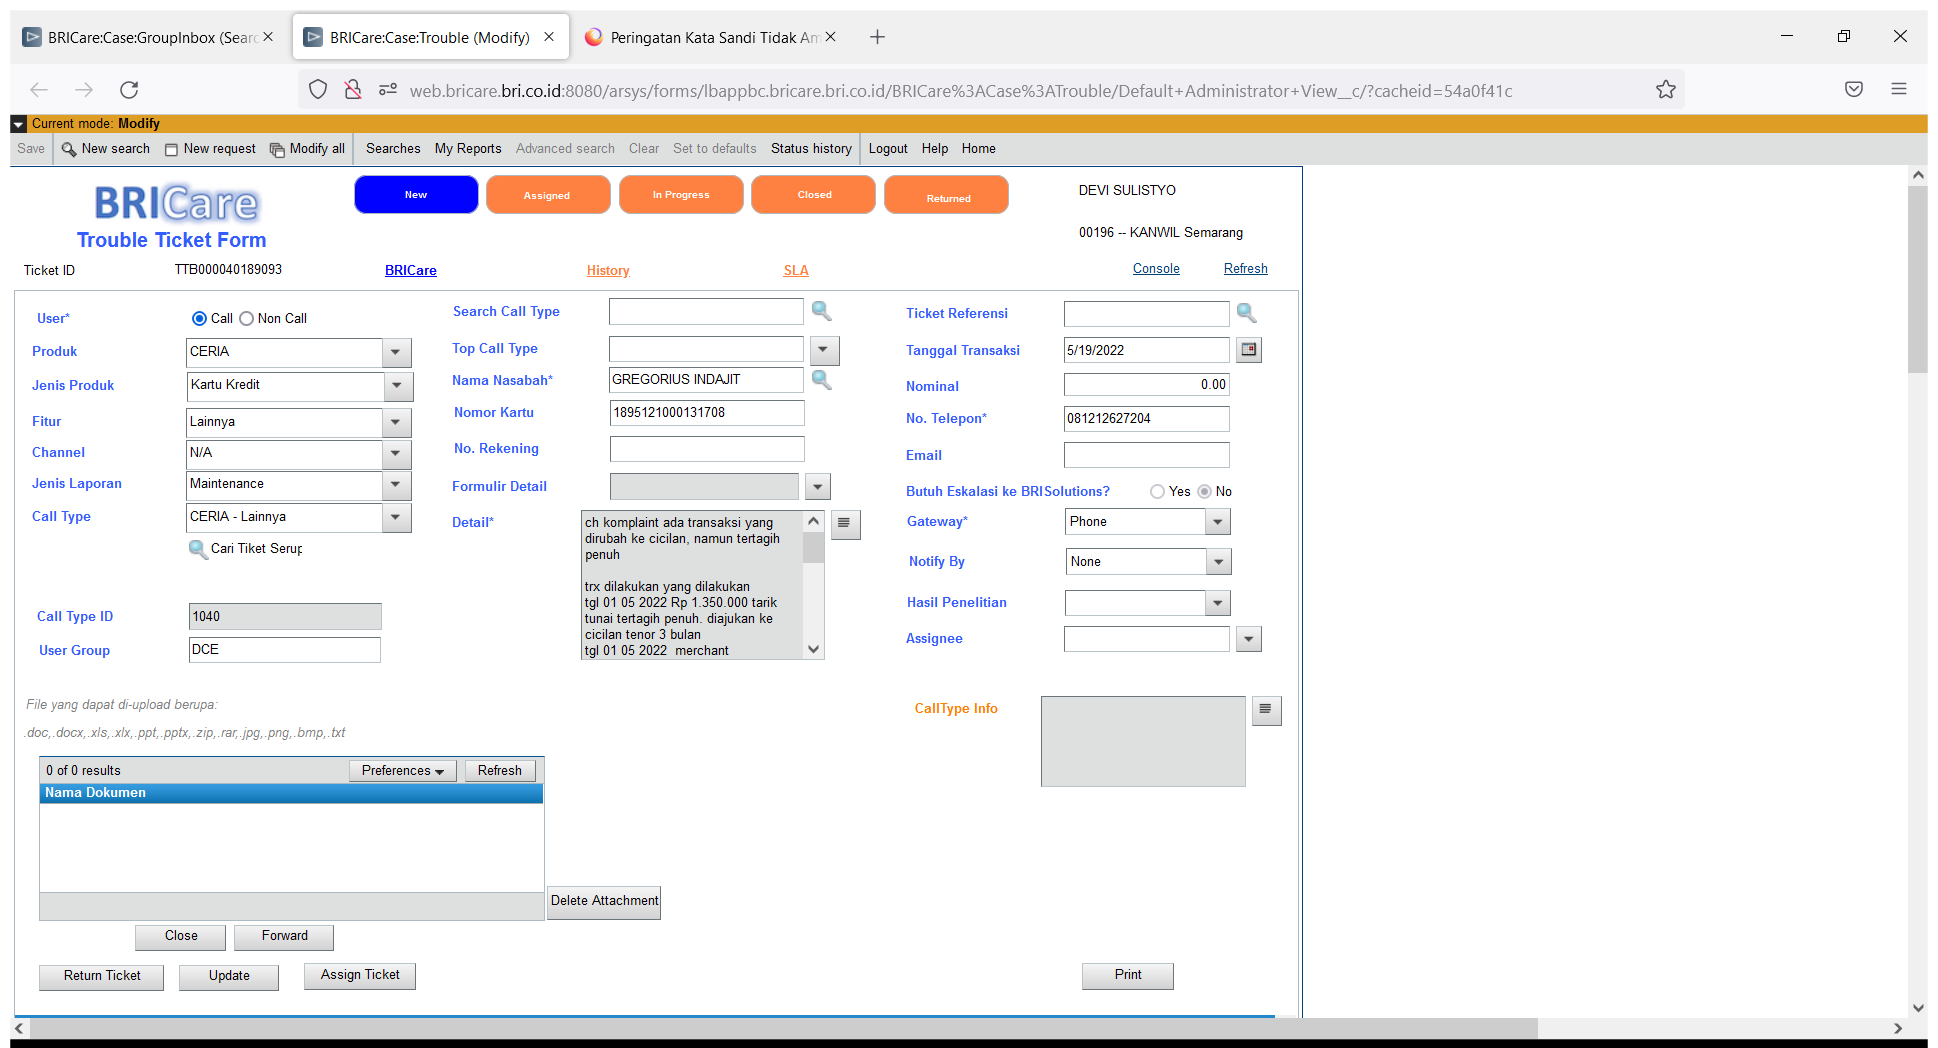 BRICare:Case:GroupInbox (Searc
BRICare:Case:Trouble (Modify)
Peringatan Kata Sandi Tidak Am
web.bricare.bri.co.id:8080/arsys/forms/lbappbc.bricare.bri.co.id/BRICare%3ACase%3ATrouble/Default+Administrator+View__c/?cacheid=54a0f41c
Current mode: Modify
Save New search New request Modify all Searches My Reports Advanced search Clear Set to defaults Status history Logout Help Home
BRICare
Trouble Ticket Form
New Assigned In Progress Closed Returned
DEVI SULISTYO
00196 -- KANWIL Semarang
Ticket ID TTB000040189093 BRICare History SLA Console Refresh
User* Call Non Call
Produk CERIA
Jenis Produk Kartu Kredit
Fitur Lainnya
Channel N/A
Jenis Laporan Maintenance
Call Type CERIA - Lainnya
Cari Tiket Serup
Call Type ID 1040
User Group DCE
Search Call Type
Top Call Type
Nama Nasabah* GREGORIUS INDAJIT
Nomor Kartu 1895121000131708
No. Rekening
Formulir Detail
Detail*
ch komplaint ada transaksi yang
dirubah ke cicilan, namun tertagih
penuh
trx dilakukan yang dilakukan
tgl 01 05 2022 Rp 1.350.000 tarik
tunai tertagih penuh. diajukan ke
cicilan tenor 3 bulan
tgl 01 05 2022 merchant
Ticket Referensi
Tanggal Transaksi 5/19/2022
Nominal 0.00
No. Telepon* 081212627204
Email
Butuh Eskalasi ke BRISolutions? Yes No
Gateway* Phone
Notify By None
Hasil Penelitian
Assignee
File yang dapat di-upload berupa:
.doc,.docx,.xls,.xlx,.ppt,.pptx,.zip,.rar,.jpg,.png,.bmp,.txt
CallType Info
0 of 0 results Preferences Refresh
Nama Dokumen
Delete Attachment
Close Forward
Return Ticket Update Assign Ticket Print